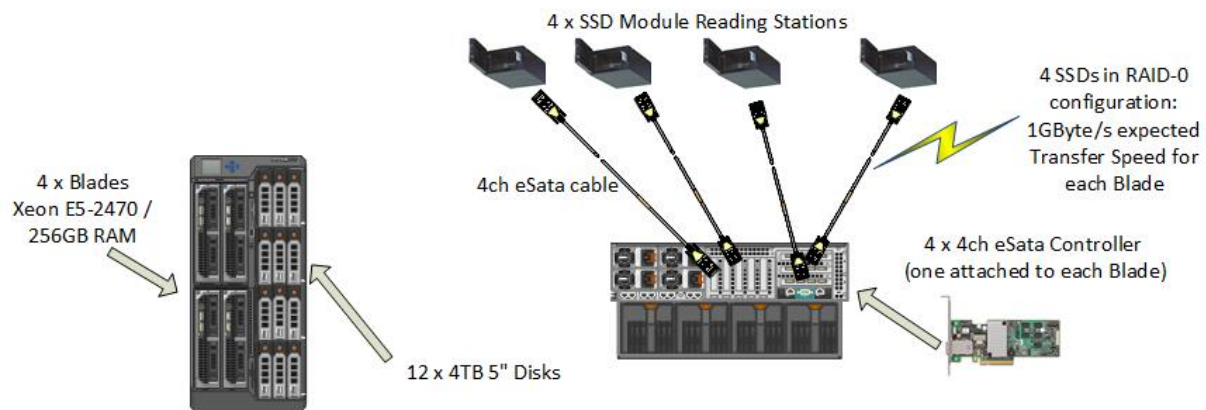 4 x SSD Module Reading Stations
4 SSDs in RAID-0
configuration:
1GByte/s expected
Transfer Speed for
each Blade
4 x Blades
Xeon E5-2470 /
256GB RAM
4ch eSata cable
4 x 4ch eSata Controller
(one attached to each Blade)
12 x 4TB 5" Disks